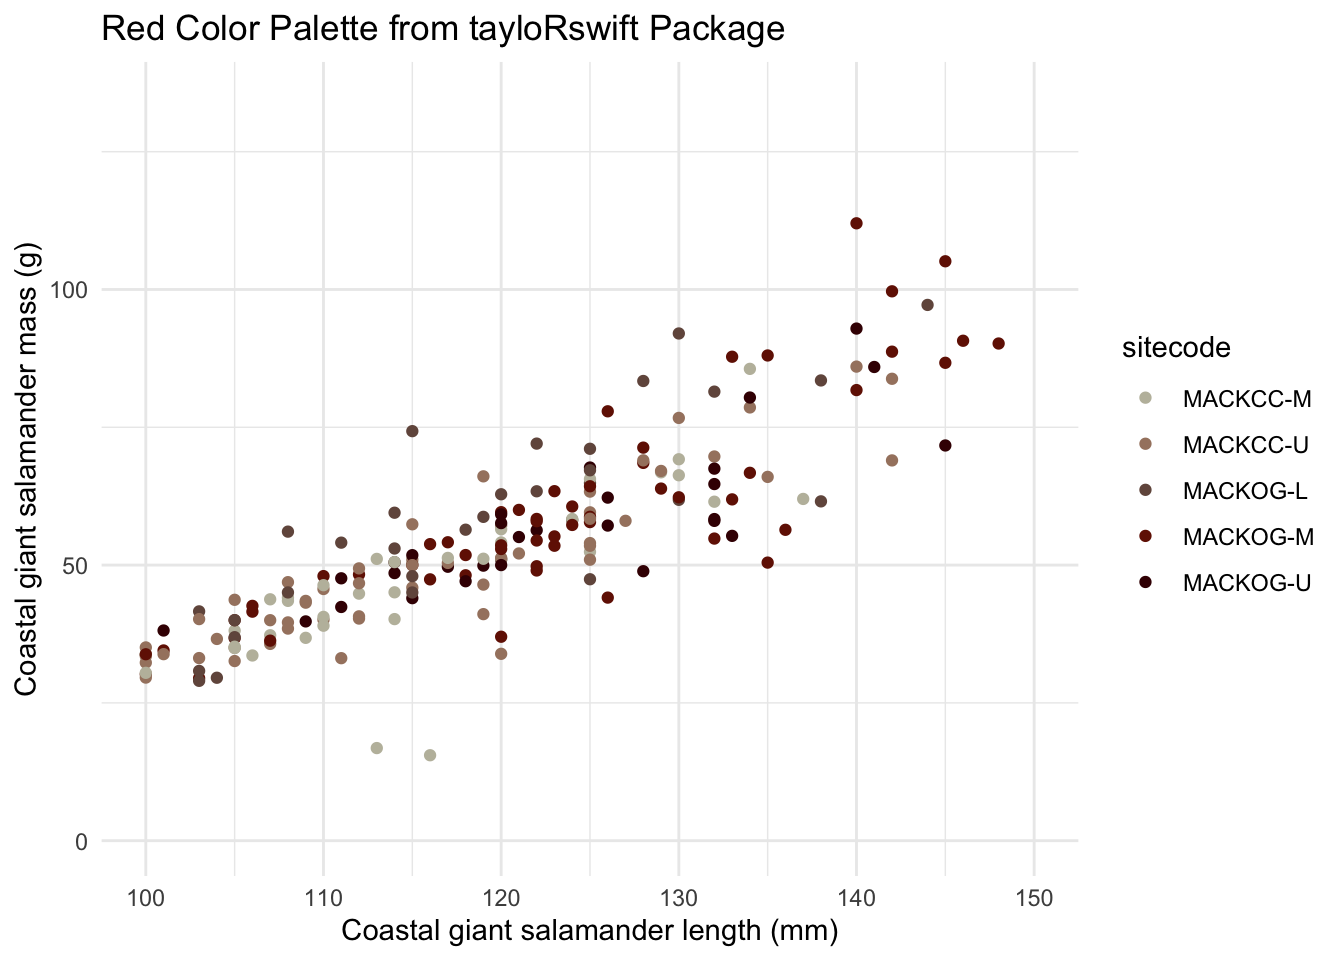 Red Color Palette from tayloRswift Package
Coastal giant salamander mass (g)
100
50
0
100 110 120 130 140 150
Coastal giant salamander length (mm)
sitecode
MACKCC-M
MACKCC-U
MACKOG-L
MACKOG-M
MACKOG-U